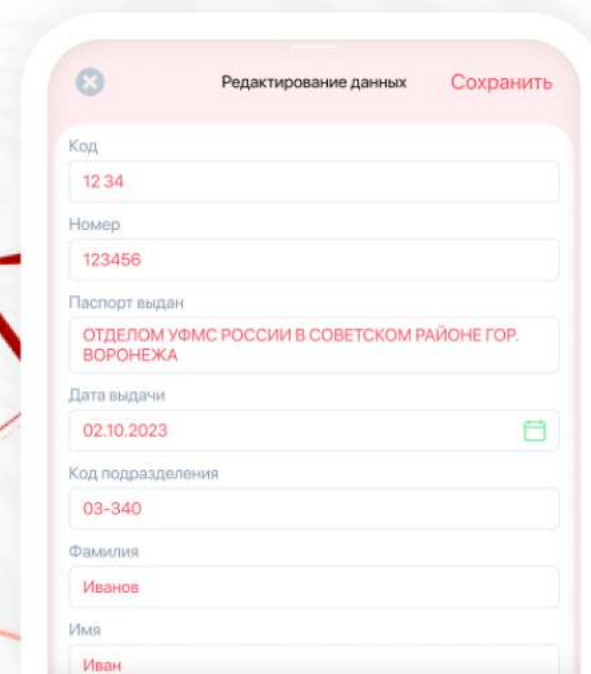 Редактирование данных Сохранить
Код
12 34
Номер
123456
Паспорт выдан
ОТДЕЛОМ УФМС РОССИИ В СОВЕТСКОМ РАЙОНЕ ГОР.
ВОРОНЕЖА
Дата выдачи
02.10.2023
Код подразделения
03-340
Фамилия
Иванов
Имя
Иван